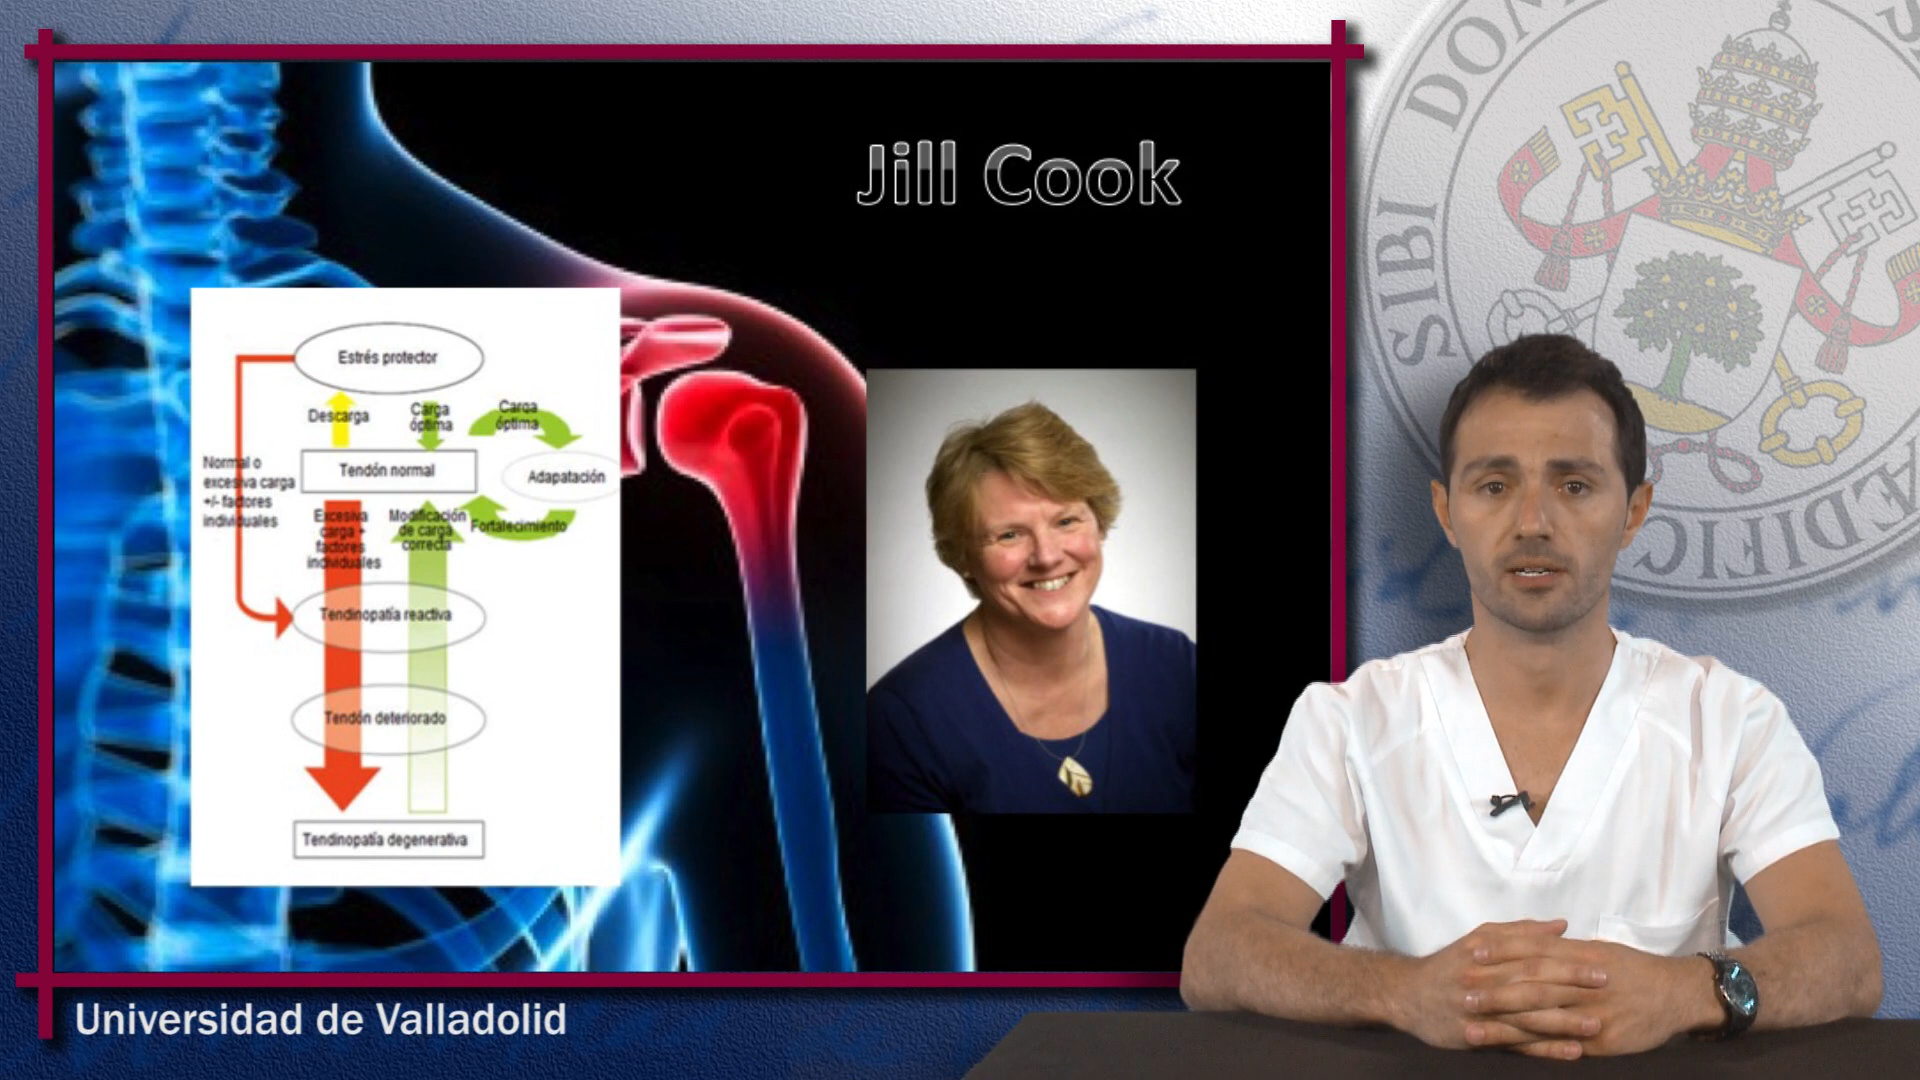 Jill Cook
Estrés protector
Descarga
Carga
óptima
Carga
óptima
Normal o
excesiva carga
+/- factores
individuales
Tendón normal
Adapatación
Excesiva
carga +
factores
individuales
Modificación
de carga
correcta
Fortalecimiento
Tendinopatía reactiva
Tendón deteriorado
Tendinopatía degenerativa
SIBI
Universidad de Valladolid